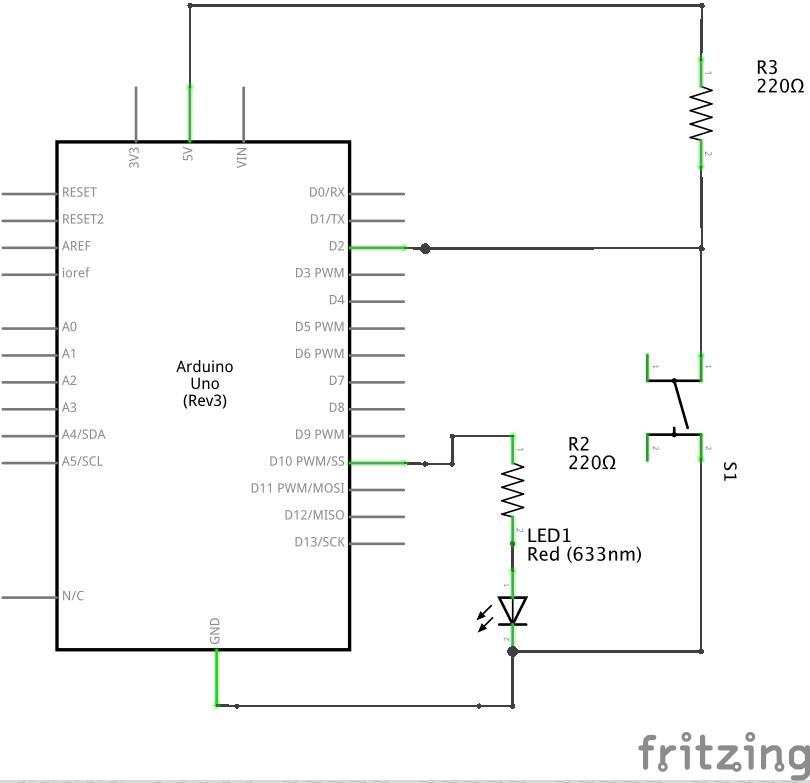 3V3
5V
VIN
R3
220Ω
1
2
RESET
RESET2
AREF
ioref
A0
A1
A2
A3
A4/SDA
A5/SCL
N/C
D0/RX
D1/TX
D2
D3 PWM
D4
D5 PWM
D6 PWM
D7
D8
D9 PWM
D10 PWM/SS
D11 PWM/MOSI
D12/MISO
D13/SCK
Arduino
Uno
(Rev3)
GND
1
1
2
2
S1
R2
220Ω
1
2
LED1
Red (633nm)
1
2
fritzing